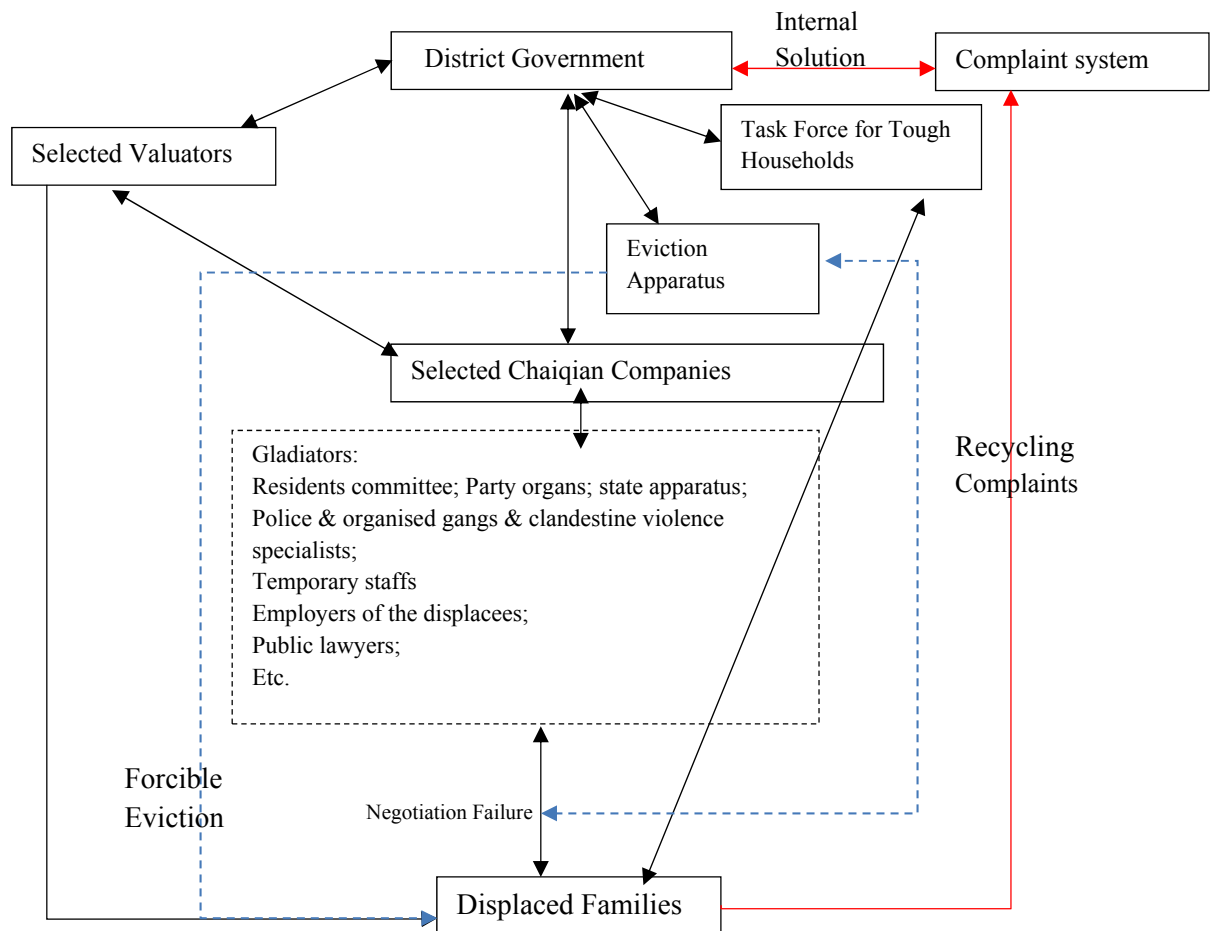 Internal
Solution
District Government
Complaint system
Task Force for Tough
Households
Selected Valuators
Eviction
Apparatus
Selected Chaiqian Companies
Gladiators:
Residents committee; Party organs; state apparatus;
Police & organised gangs & clandestine violence
specialists;
Temporary staffs
Employers of the displacees;
Public lawyers;
Etc.
Recycling
Complaints
Forcible
Eviction
Negotiation Failure
Displaced Families